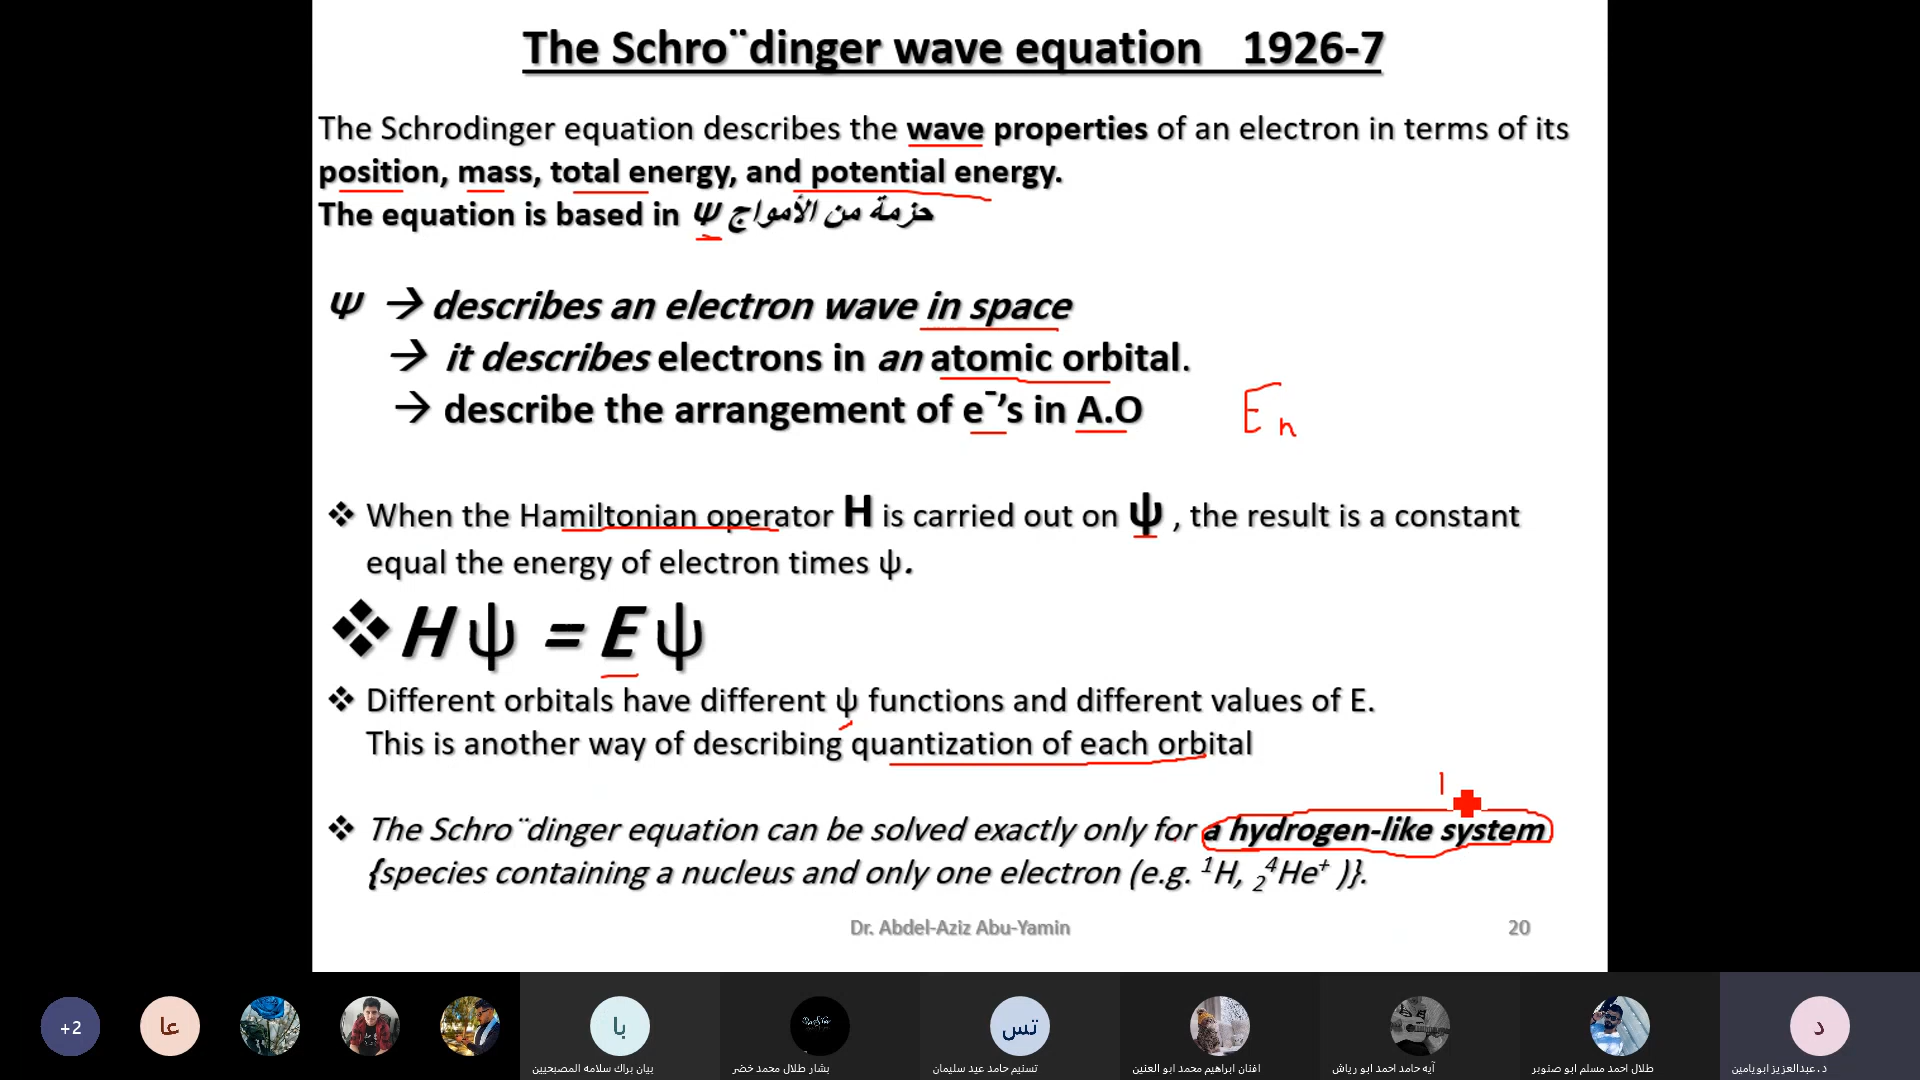 The Schro¨dinger wave equation 1926-7
The Schrodinger equation describes the wave properties of an electron in terms of its
position, mass, total energy, and potential energy.
The equation is based in Ψ حزمة من الأمواج
Ψ → describes an electron wave in space
→ it describes electrons in an atomic orbital.
→ describe the arrangement of e⁻'s in A.O
En
❖ When the Hamiltonian operator H is carried out on ψ , the result is a constant
equal the energy of electron times ψ.
❖ H ψ = E ψ
❖ Different orbitals have different ψ functions and different values of E.
This is another way of describing quantization of each orbital
❖ The Schro¨dinger equation can be solved exactly only for a hydrogen-like system
{species containing a nucleus and only one electron (e.g. ¹H, ₂⁴He⁺ )}.
Dr. Abdel-Aziz Abu-Yamin 20
+2 عا با تس د
بيان براك سلامه المصبحيين بشار طلال محمد خضر تسنيم حامد عيد سليمان افنان ابراهيم محمد ابو العنين آيه حامد احمد ابو رياش طلال احمد مسلم ابو صنوبر د.عبدالعزيز ابويامين